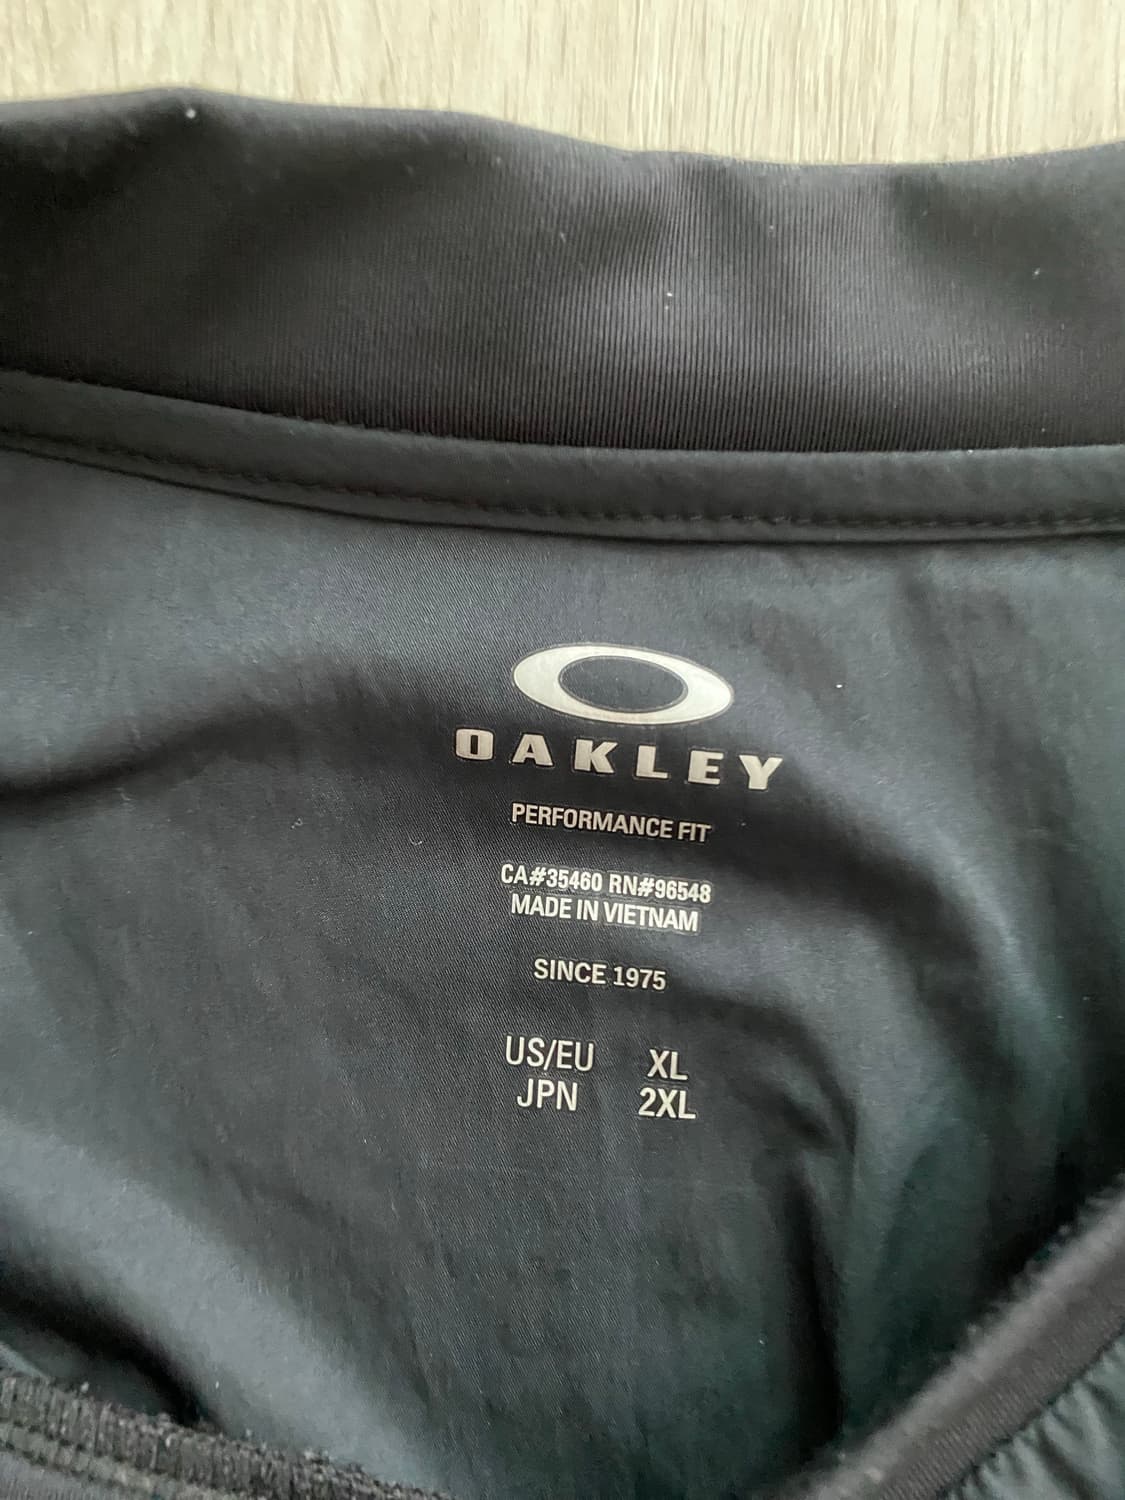 OAKLEY
PERFORMANCE FIT
CA#35460 RN#96548
MADE IN VIETNAM
SINCE 1975
US/EU XL
JPN 2XL